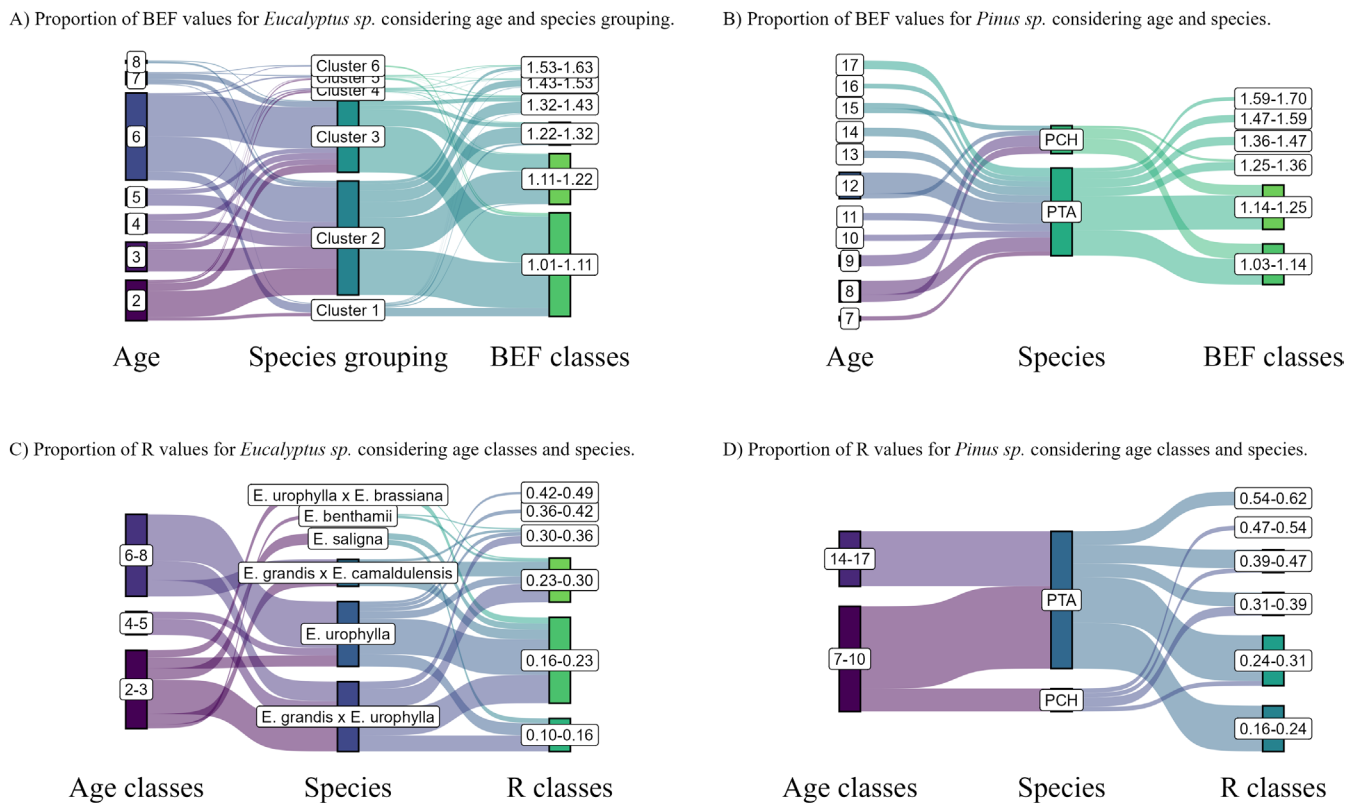 A) Proportion of BEF values for Eucalyptus sp. considering age and species grouping.
8
7
6
5
4
3
2
Cluster 6
Cluster 5
Cluster 4
Cluster 3
Cluster 2
Cluster 1
1.53-1.63
1.43-1.53
1.32-1.43
1.22-1.32
1.11-1.22
1.01-1.11
Age
Species grouping
BEF classes
B) Proportion of BEF values for Pinus sp. considering age and species.
17
16
15
14
13
12
11
10
9
8
7
PCH
PTA
1.59-1.70
1.47-1.59
1.36-1.47
1.25-1.36
1.14-1.25
1.03-1.14
Age
Species
BEF classes
C) Proportion of R values for Eucalyptus sp. considering age classes and species.
6-8
4-5
2-3
E. urophylla x E. brassiana
E. benthamii
E. saligna
E. grandis x E. camaldulensis
E. urophylla
E. grandis x E. urophylla
0.42-0.49
0.36-0.42
0.30-0.36
0.23-0.30
0.16-0.23
0.10-0.16
Age classes
Species
R classes
D) Proportion of R values for Pinus sp. considering age classes and species.
14-17
7-10
PTA
PCH
0.54-0.62
0.47-0.54
0.39-0.47
0.31-0.39
0.24-0.31
0.16-0.24
Age classes
Species
R classes